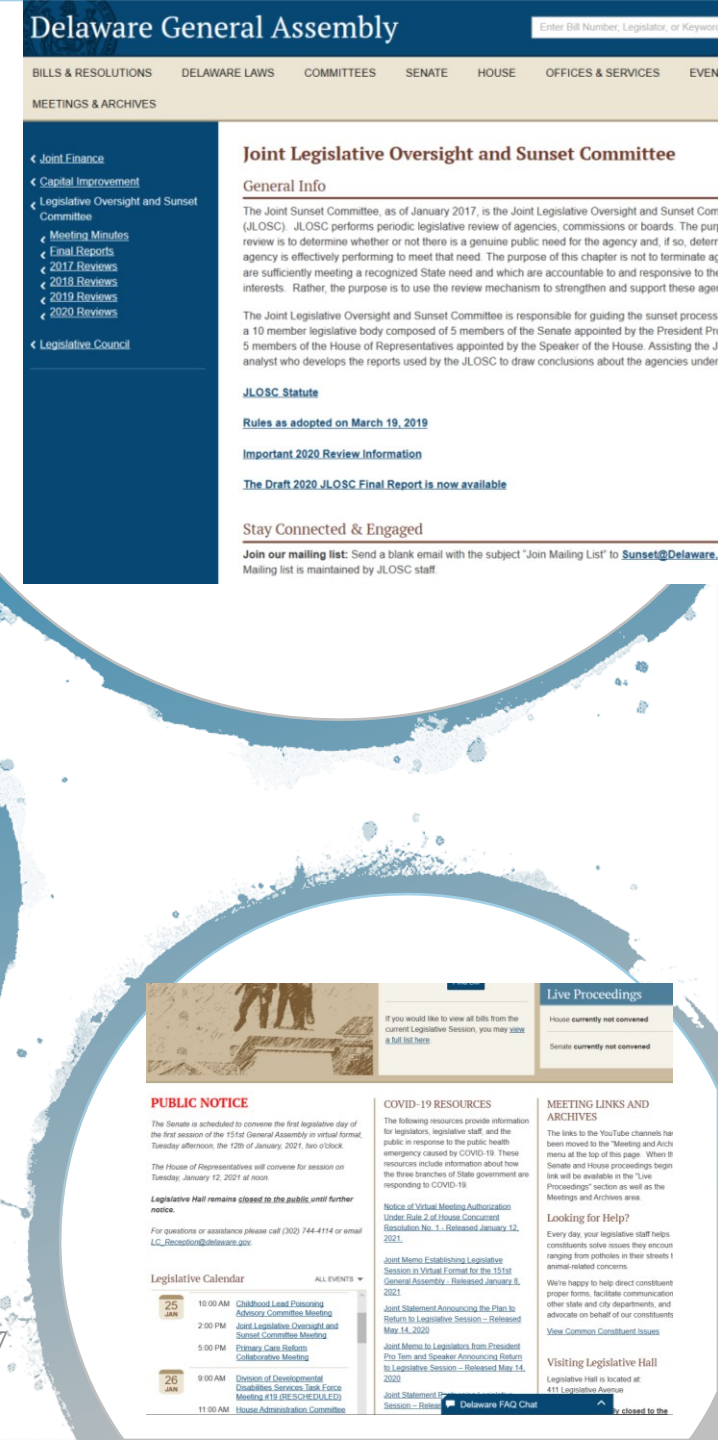 Delaware General Assembly
Enter Bill Number, Legislator, or Keyword
BILLS & RESOLUTIONS DELAWARE LAWS COMMITTEES SENATE HOUSE OFFICES & SERVICES EVEN
MEETINGS & ARCHIVES
Joint Finance
Capital Improvement
Legislative Oversight and Sunset
Committee
Meeting Minutes
Final Reports
2017 Reviews
2018 Reviews
2019 Reviews
2020 Reviews
Legislative Council
Joint Legislative Oversight and Sunset Committee
General Info
The Joint Sunset Committee, as of January 2017, is the Joint Legislative Oversight and Sunset Com
(JLOSC). JLOSC performs periodic legislative review of agencies, commissions or boards. The purp
review is to determine whether or not there is a genuine public need for the agency and, if so, determ
agency is effectively performing to meet that need. The purpose of this chapter is not to terminate ag
are sufficiently meeting a recognized State need and which are accountable to and responsive to the
interests. Rather, the purpose is to use the review mechanism to strengthen and support these agen
The Joint Legislative Oversight and Sunset Committee is responsible for guiding the sunset process
a 10 member legislative body composed of 5 members of the Senate appointed by the President Pro
5 members of the House of Representatives appointed by the Speaker of the House. Assisting the J
analyst who develops the reports used by the JLOSC to draw conclusions about the agencies under
JLOSC Statute
Rules as adopted on March 19, 2019
Important 2020 Review Information
The Draft 2020 JLOSC Final Report is now available
Stay Connected & Engaged
Join our mailing list: Send a blank email with the subject "Join Mailing List" to Sunset@Delaware.
Mailing list is maintained by JLOSC staff.
If you would like to view all bills from the
current Legislative Session, you may view
a full list here.
Live Proceedings
House currently not convened
Senate currently not convened
PUBLIC NOTICE
The Senate is scheduled to convene the first legislative day of
the first session of the 151st General Assembly in virtual format,
Tuesday afternoon, the 12th of January, 2021, two o'clock.
The House of Representatives will convene for session on
Tuesday, January 12, 2021 at noon.
Legislative Hall remains closed to the public until further
notice.
For questions or assistance please call (302) 744-4114 or email
LC_Reception@delaware.gov.
Legislative Calendar ALL EVENTS
25 JAN
10:00 AM Childhood Lead Poisoning
Advisory Committee Meeting
2:00 PM Joint Legislative Oversight and
Sunset Committee Meeting
5:00 PM Primary Care Reform
Collaborative Meeting
26 JAN
9:00 AM Division of Developmental
Disabilities Services Task Force
Meeting #19 (RESCHEDULED)
11:00 AM House Administration Committee
COVID-19 RESOURCES
The following resources provide information
for legislators, legislative staff, and the
public in response to the public health
emergency caused by COVID-19. These
resources include information about how
the three branches of State government are
responding to COVID-19.
Notice of Virtual Meeting Authorization
Under Rule 2 of House Concurrent
Resolution No. 1 - Released January 12,
2021.
Joint Memo Establishing Legislative
Session in Virtual Format for the 151st
General Assembly - Released January 8,
2021
Joint Statement Announcing the Plan to
Return to Legislative Session – Released
May 14, 2020
Joint Memo to Legislators from President
Pro Tem and Speaker Announcing Return
to Legislative Session – Released May 14,
2020
Joint Statement
Session – Releas
MEETING LINKS AND
ARCHIVES
The links to the YouTube channels hav
been moved to the "Meeting and Archi
menu at the top of this page. When th
Senate and House proceedings begin
link will be available in the "Live
Proceedings" section as well as the
Meetings and Archives area.
Looking for Help?
Every day, your legislative staff helps
constituents solve issues they encoun
ranging from potholes in their streets t
animal-related concerns.
We're happy to help direct constituent
proper forms, facilitate communication
other state and city departments, and
advocate on behalf of our constituents
View Common Constituent Issues
Visiting Legislative Hall
Legislative Hall is located at:
411 Legislative Avenue
ly closed to the
Delaware FAQ Chat
7